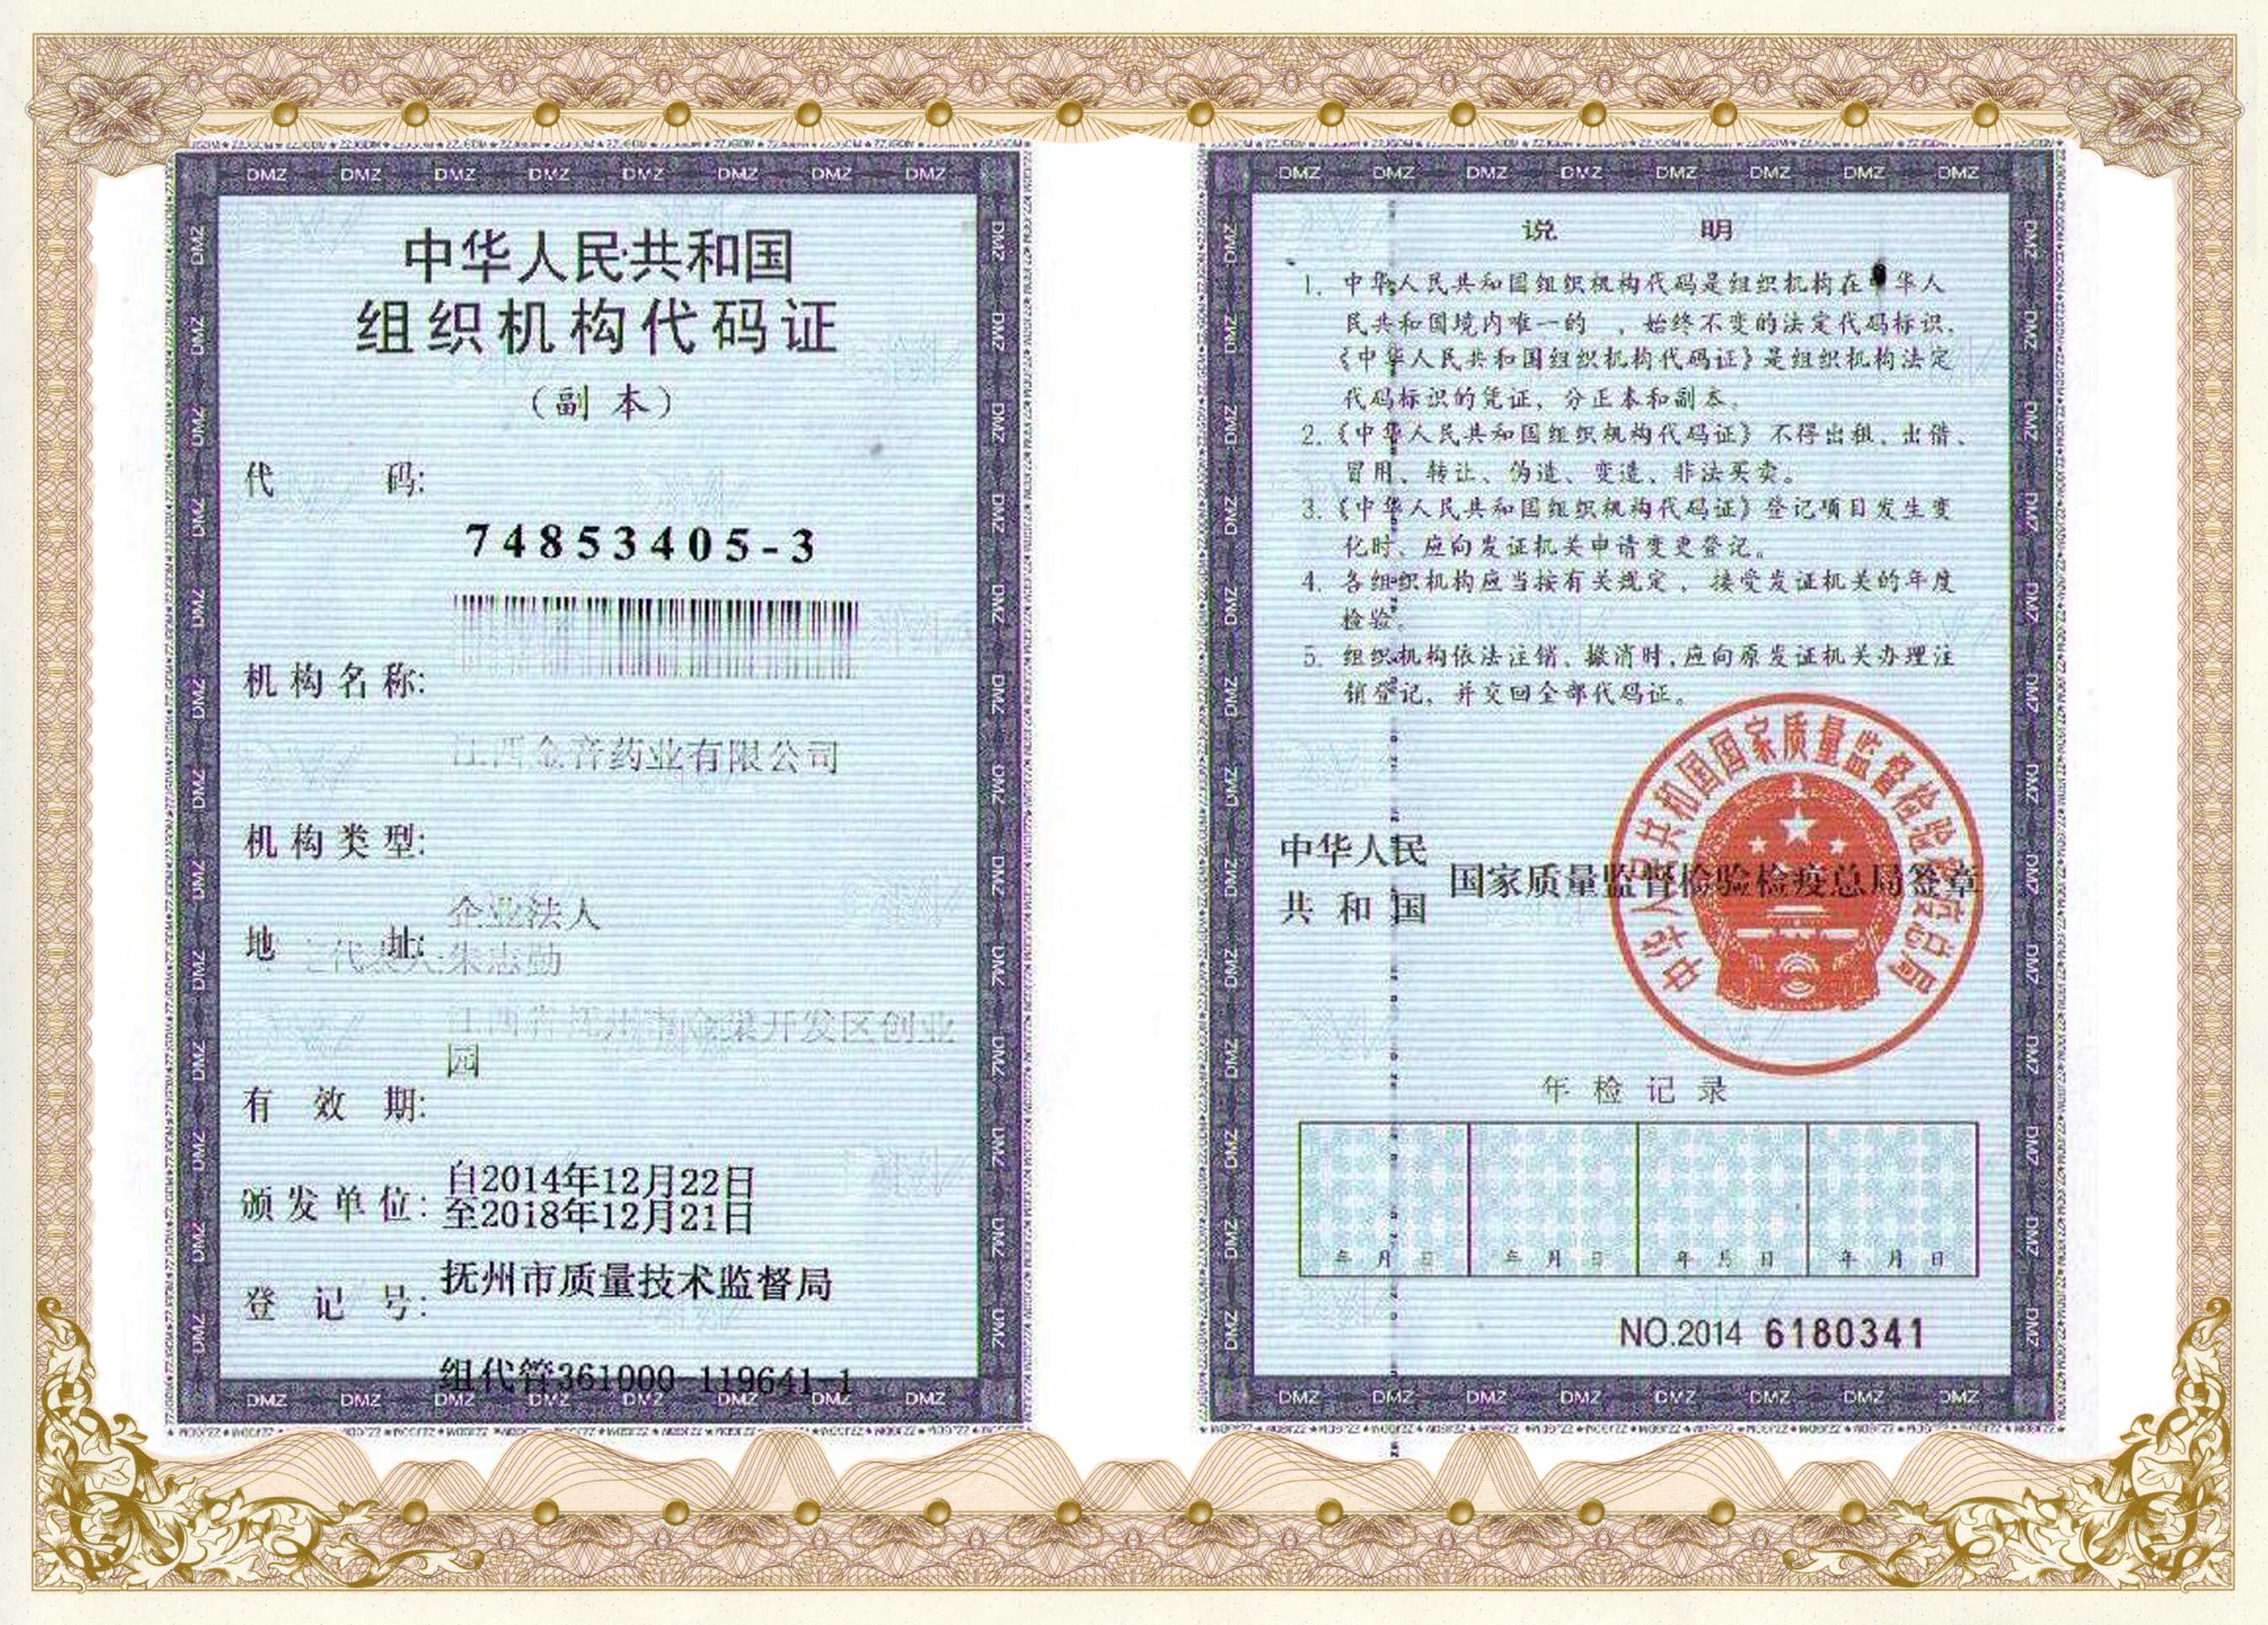 中华人民共和国
组织机构代码证
（副 本）
代 码:
74853405-3
机构名称:
药业有限公司
机构类型:
企业法人
地 址:
朱志勤
开发区创业
园
有 效 期:
自2014年12月22日
至2018年12月21日
颁发单位:
抚州市质量技术监督局
登 记 号:
组代管361000-119641-1
说 明
1. 中华人民共和国组织机构代码是组织机构在 华人
民共和国境内唯一的 ，始终不变的法定代码标识，
《中华人民共和国组织机构代码证》是组织机构法定
代码标识的凭证，分正本和副本。
2.《中华人民共和国组织机构代码证》不得出租、出借、
冒用、转让、伪造、变造、非法买卖。
3.《中华人民共和国组织机构代码证》登记项目发生变
化时，应向发证机关申请变更登记。
4. 各组织机构应当按有关规定，接受发证机关的年度
检验。
5. 组织机构依法注销、撤消时，应向原发证机关办理注
销登记，并交回全部代码证。
中华人民
共 和 国
国家质量监督检验检疫总局签章
中华人民共和国国家质量监督检验检疫总局
年检记录
年 月 日 年 月 日 年 月 日 年 月 日
NO.2014 6180341